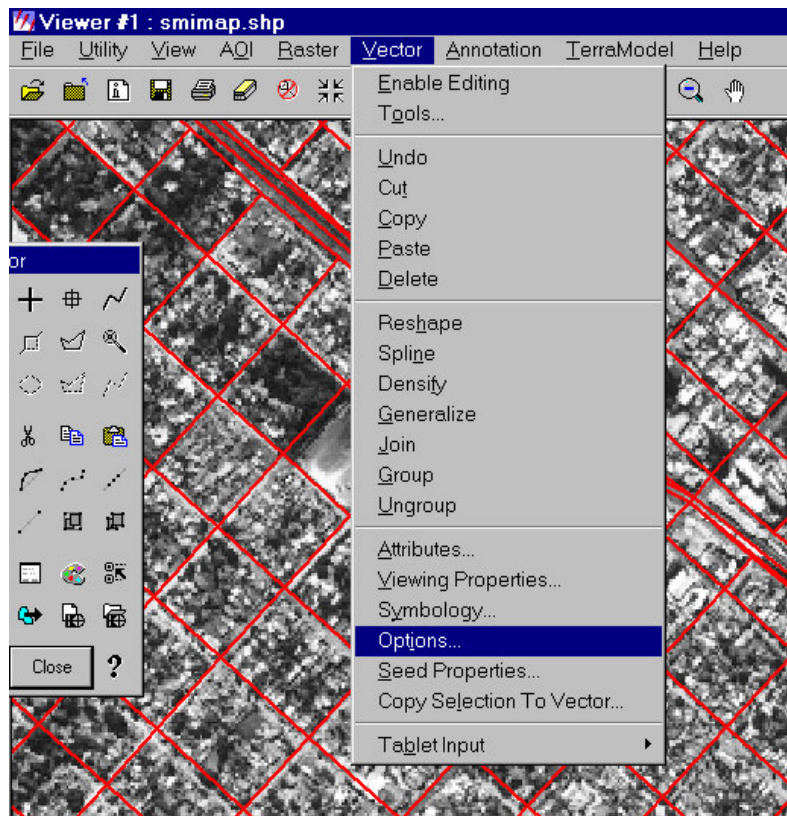 Viewer #1 : smimap.shp
File Utility View AOI Raster Vector Annotation TerraModel Help
Enable Editing
Tools...
Undo
Cut
Copy
Paste
Delete
Reshape
Spline
Densify
Generalize
Join
Group
Ungroup
Attributes...
Viewing Properties...
Symbology...
Options...
Seed Properties...
Copy Selection To Vector...
Tablet Input
or
Close ?